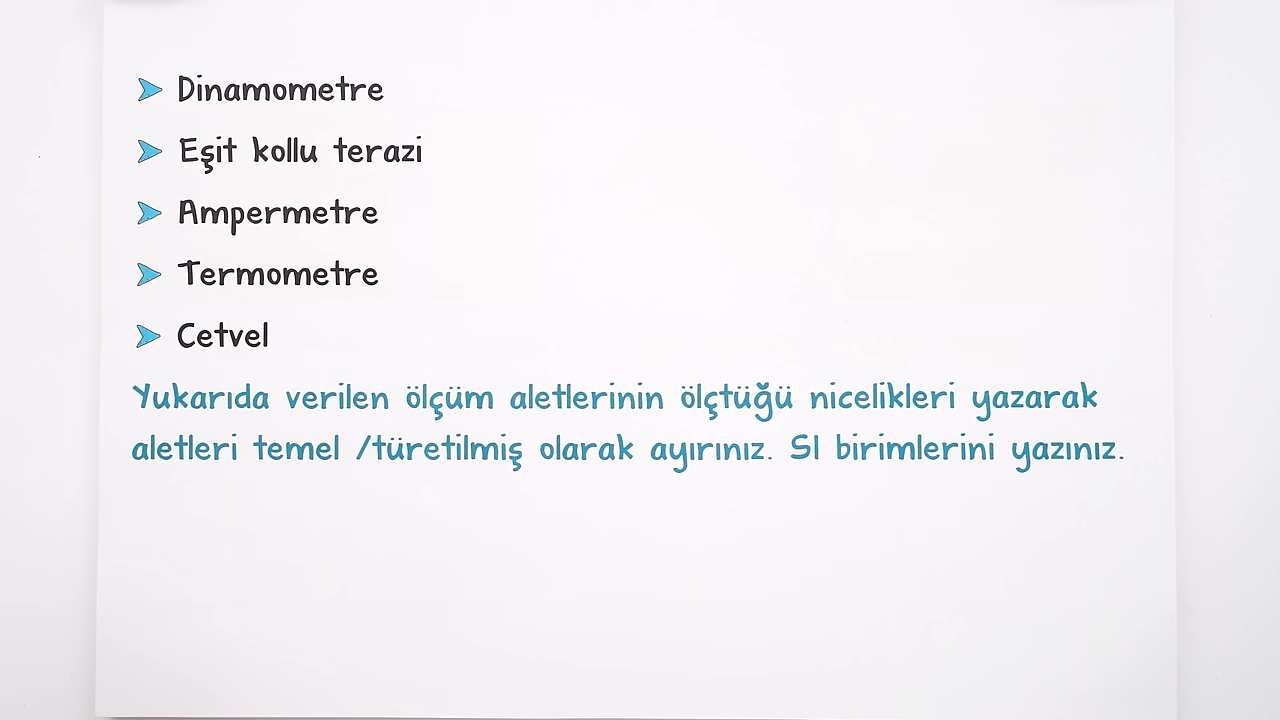 Dinamometre
Eşit kollu terazi
Ampermetre
Termometre
Cetvel
Yukarıda verilen ölçüm aletlerinin ölçtüğü nicelikleri yazarak
aletleri temel /türetilmiş olarak ayırınız. SI birimlerini yazınız.